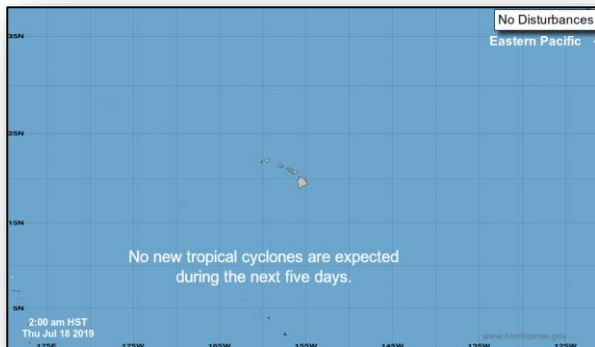 No Disturbances
35N
Eastern Pacific
25N
15N
No new tropical cyclones are expected
during the next five days.
5N
2:00 am HST
Thu Jul 18 2019
www.hurricanes.gov
175E
175W
165W
155W
145W
135W
125W